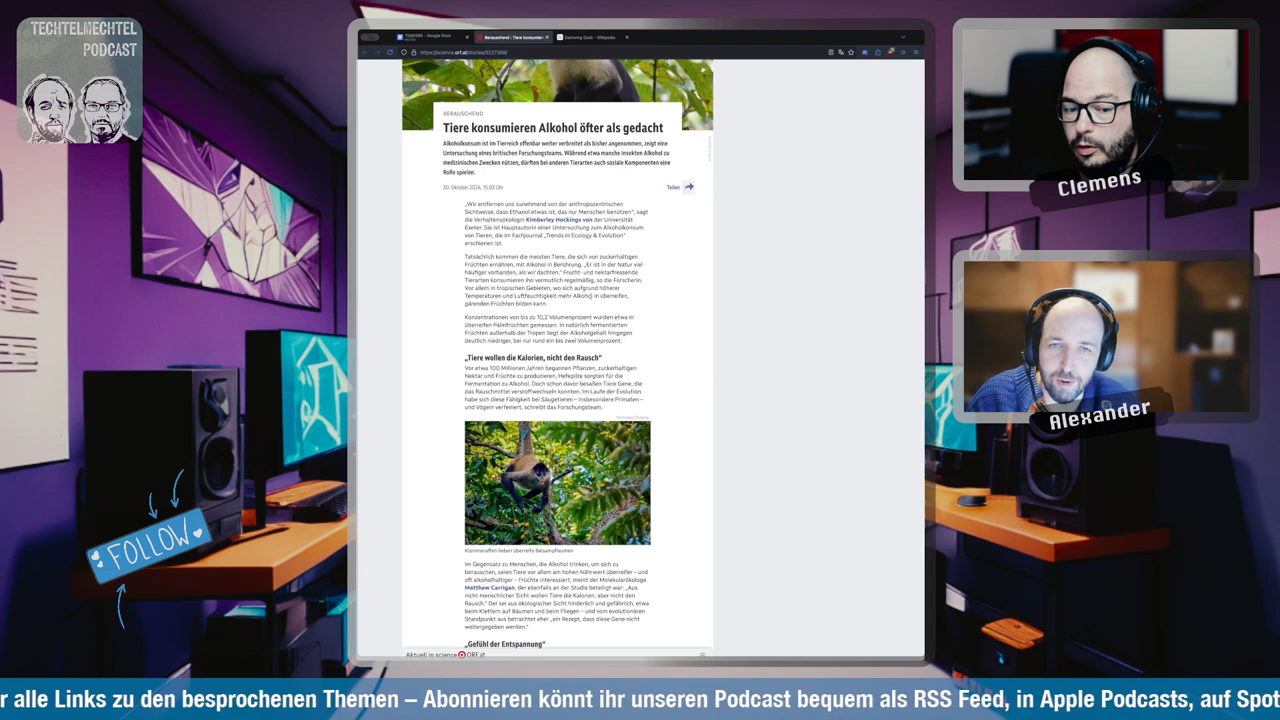 TECHTELMECHTEL
PODCAST
TEME089 - Google Docs
Berauschend : Tiere konsumier
Gerrving Duck - Wikipedia
https://science.orf.at/stories/3227366/
BERAUSCHEND
Tiere konsumieren Alkohol öfter als gedacht
Alkoholkonsum ist im Tierreich offenbar weiter verbreitet als bisher angenommen, zeigt eine
Untersuchung eines britischen Forschungsteams. Während etwa manche Insekten Alkohol zu
medizinischen Zwecken nützen, dürften bei anderen Tierarten auch soziale Komponenten eine
Rolle spielen.
30. Oktober 2024, 15.03 Uhr
Teilen
„Wir entfernen uns zunehmend von der anthropozentrischen
Sichtweise, dass Ethanol etwas ist, das nur Menschen benützen“, sagt
die Verhaltensökologin Kimberley Hockings von der Universität
Exeter. Sie ist Hauptautorin einer Untersuchung zum Alkoholkonsum
von Tieren, die im Fachjournal „Trends in Ecology & Evolution“
erschienen ist.
Tatsächlich kommen die meisten Tiere, die sich von zuckerhaltigen
Früchten ernähren, mit Alkohol in Berührung. „Er ist in der Natur viel
häufiger vorhanden, als wir dachten.“ Frucht- und nektarfressende
Tierarten konsumieren ihn vermutlich regelmäßig, so die Forscherin.
Vor allem in tropischen Gebieten, wo sich aufgrund höherer
Temperaturen und Luftfeuchtigkeit mehr Alkohol in überreifen,
gärenden Früchten bilden kann.
Konzentrationen von bis zu 10,2 Volumenprozent wurden etwa in
überreifen Palmfrüchten gemessen. In natürlich fermentierten
Früchten außerhalb der Tropen liegt der Alkoholgehalt hingegen
deutlich niedriger, bei nur rund ein bis zwei Volumenprozent.
„Tiere wollen die Kalorien, nicht den Rausch“
Vor etwa 100 Millionen Jahren begannen Pflanzen, zuckerhaltigen
Nektar und Früchte zu produzieren, Hefepilze sorgten für die
Fermentation zu Alkohol. Doch schon davor besaßen Tiere Gene, die
das Rauschmittel verstoffwechseln konnten. Im Laufe der Evolution
habe sich diese Fähigkeit bei Säugetieren – insbesondere Primaten –
und Vögeln verfeinert, schreibt das Forschungsteam.
Klammeraffen lieben überreife Balsampflaumen
Im Gegensatz zu Menschen, die Alkohol trinken, um sich zu
berauschen, seien Tiere vor allem am hohen Nährwert überreifer – und
oft alkoholhaltiger – Früchte interessiert, meint der Molekularökologe
Matthew Carrigan, der ebenfalls an der Studie beteiligt war: „Aus
nicht menschlicher Sicht wollen Tiere die Kalorien, aber nicht den
Rausch.“ Der sei aus ökologischer Sicht hinderlich und gefährlich, etwa
beim Klettern auf Bäumen und beim Fliegen – und vom evolutionären
Standpunkt aus betrachtet eher „ein Rezept, dass diese Gene nicht
weitergegeben werden.“
„Gefühl der Entspannung“
Aktuell in science ORF.at
Clemens
Alexander
FOLLOW
r alle Links zu den besprochenen Themen – Abonnieren könnt ihr unseren Podcast bequem als RSS Feed, in Apple Podcasts, auf Spot